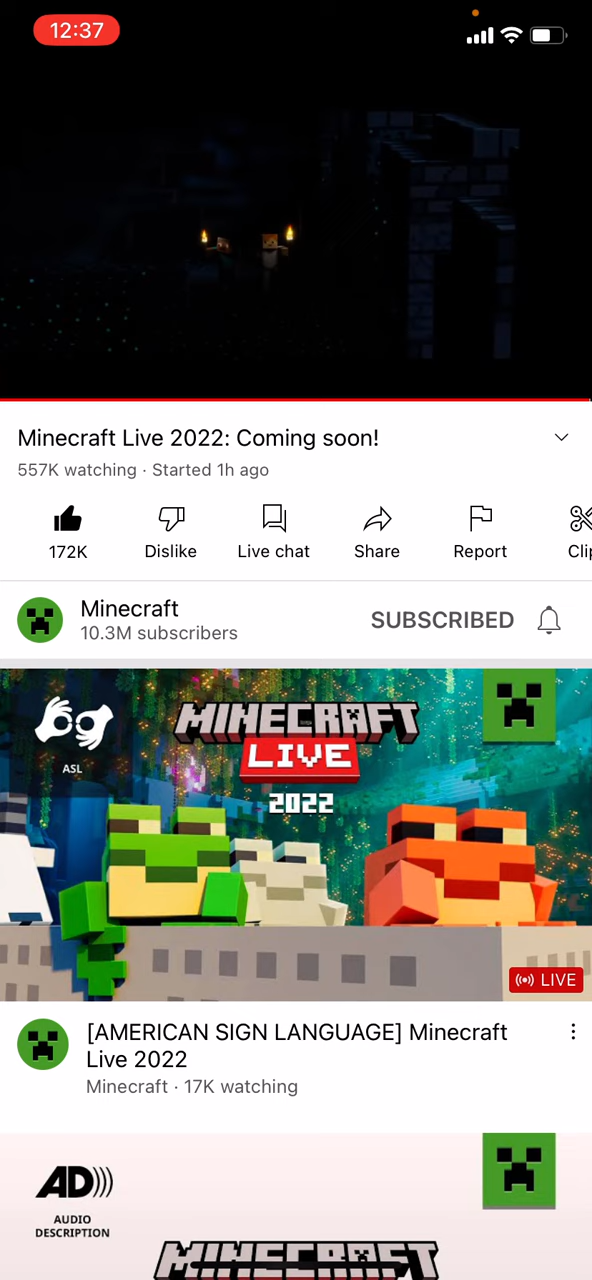 12:37
Minecraft Live 2022: Coming soon!
557K watching · Started 1h ago
172K
Dislike
Live chat
Share
Report
Clip
Minecraft
10.3M subscribers
SUBSCRIBED
ASL
MINECRAFT
LIVE
2022
LIVE
[AMERICAN SIGN LANGUAGE] Minecraft
Live 2022
Minecraft · 17K watching
AD
AUDIO
DESCRIPTION
MINECRAFT